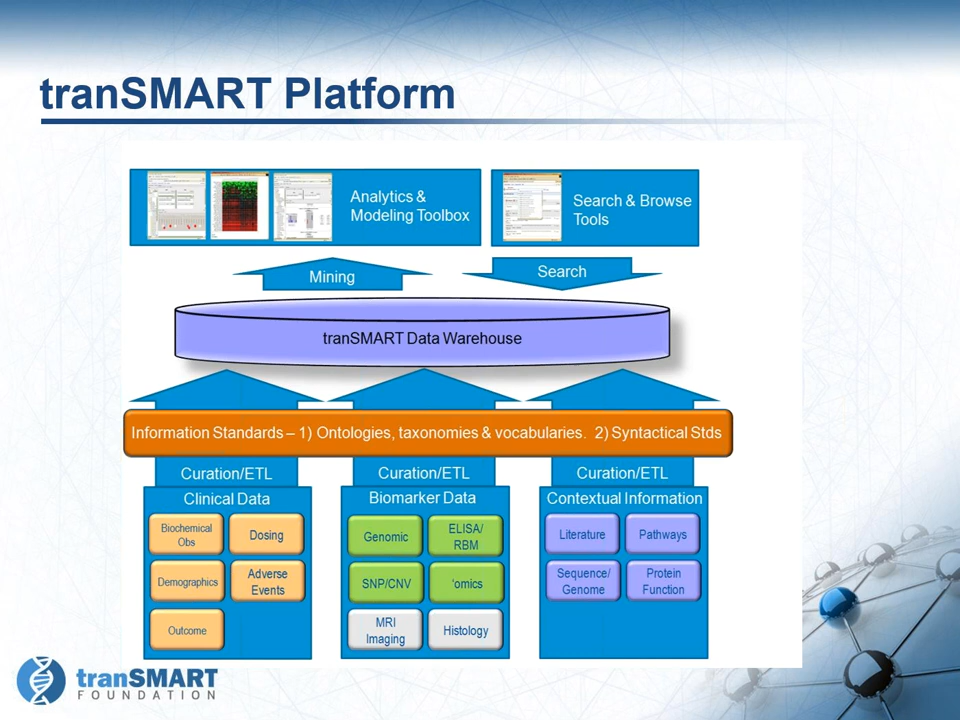 tranSMART Platform
Analytics &
Modeling Toolbox
Search & Browse
Tools
Mining
Search
tranSMART Data Warehouse
Information Standards – 1) Ontologies, taxonomies & vocabularies.  2) Syntactical Stds
Curation/ETL
Curation/ETL
Curation/ETL
Clinical Data
Biochemical
Obs
Dosing
Demographics
Adverse
Events
Outcome
Biomarker Data
Genomic
ELISA/
RBM
SNP/CNV
‘omics
MRI
Imaging
Histology
Contextual Information
Literature
Pathways
Sequence/
Genome
Protein
Function
tranSMART
FOUNDATION